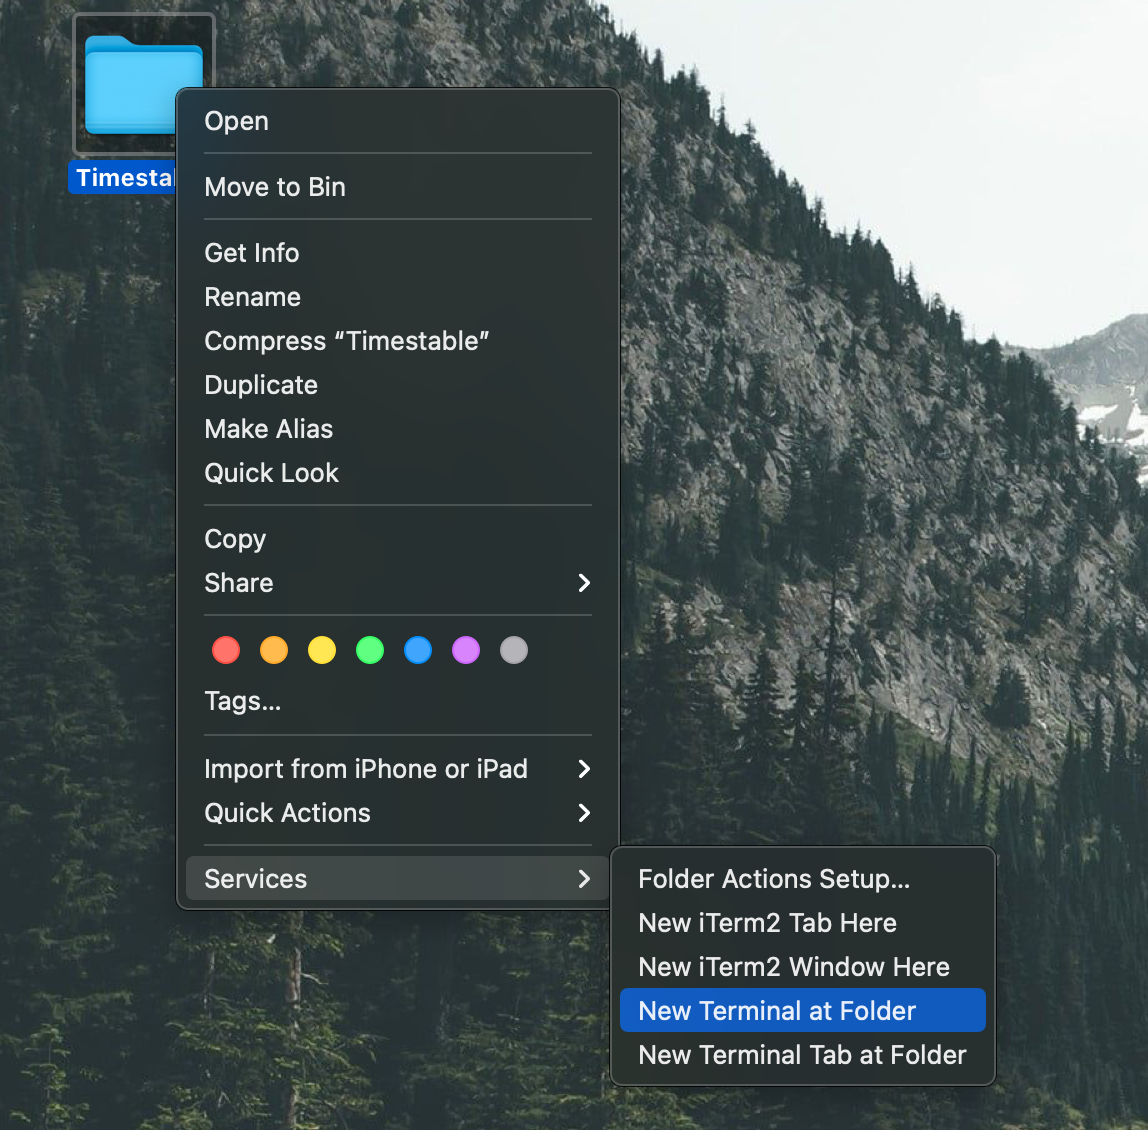 Timesta
Open
Move to Bin
Get Info
Rename
Compress “Timestable”
Duplicate
Make Alias
Quick Look
Copy
Share
Tags...
Import from iPhone or iPad
Quick Actions
Services
Folder Actions Setup...
New iTerm2 Tab Here
New iTerm2 Window Here
New Terminal at Folder
New Terminal Tab at Folder